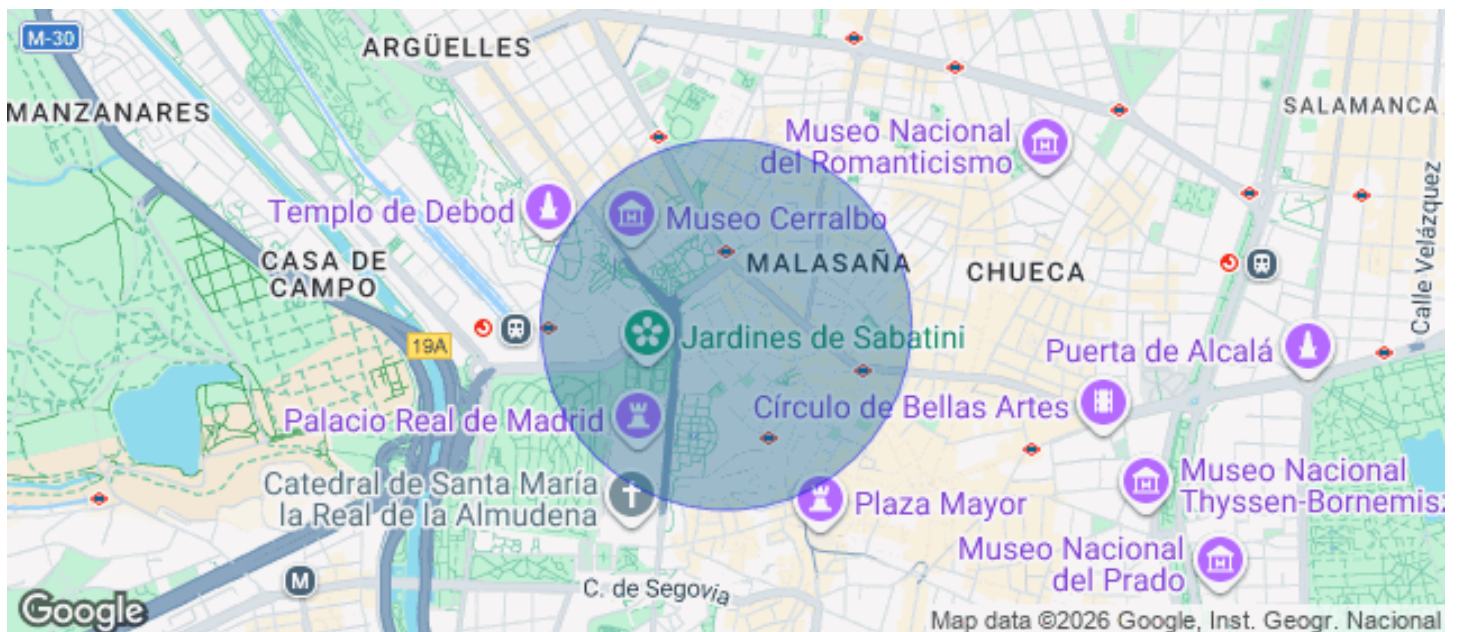 M-30
ARGÜELLES
MANZANARES
SALAMANCA
Museo Nacional
del Romanticismo
Templo de Debod
Museo Cerralbo
Calle Velázquez
CASA DE
CAMPO
MALASAÑA
CHUECA
19A
Jardines de Sabatini
Puerta de Alcalá
Palacio Real de Madrid
Círculo de Bellas Artes
Catedral de Santa María
la Real de la Almudena
Plaza Mayor
Museo Nacional
Thyssen-Bornemisz
Museo Nacional
del Prado
M
C. de Segovia
Google
Map data ©2026 Google, Inst. Geogr. Nacional